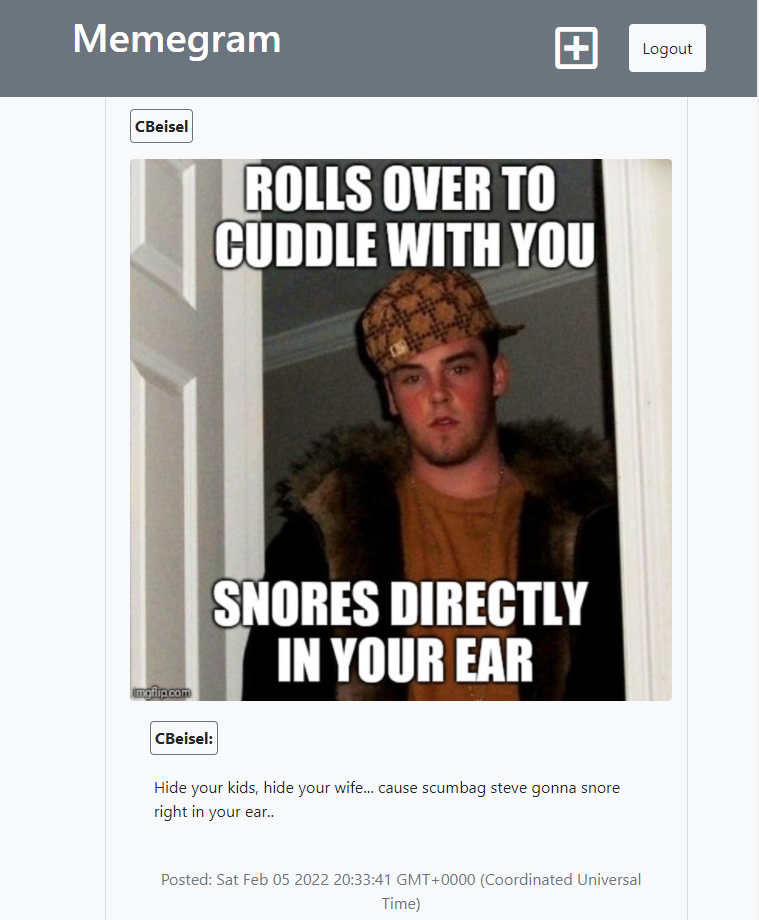 Memegram
Logout
CBeisel
ROLLS OVER TO
CUDDLE WITH YOU
SNORES DIRECTLY
IN YOUR EAR
imgflip.com
CBeisel:
Hide your kids, hide your wife... cause scumbag steve gonna snore
right in your ear..
Posted: Sat Feb 05 2022 20:33:41 GMT+0000 (Coordinated Universal
Time)